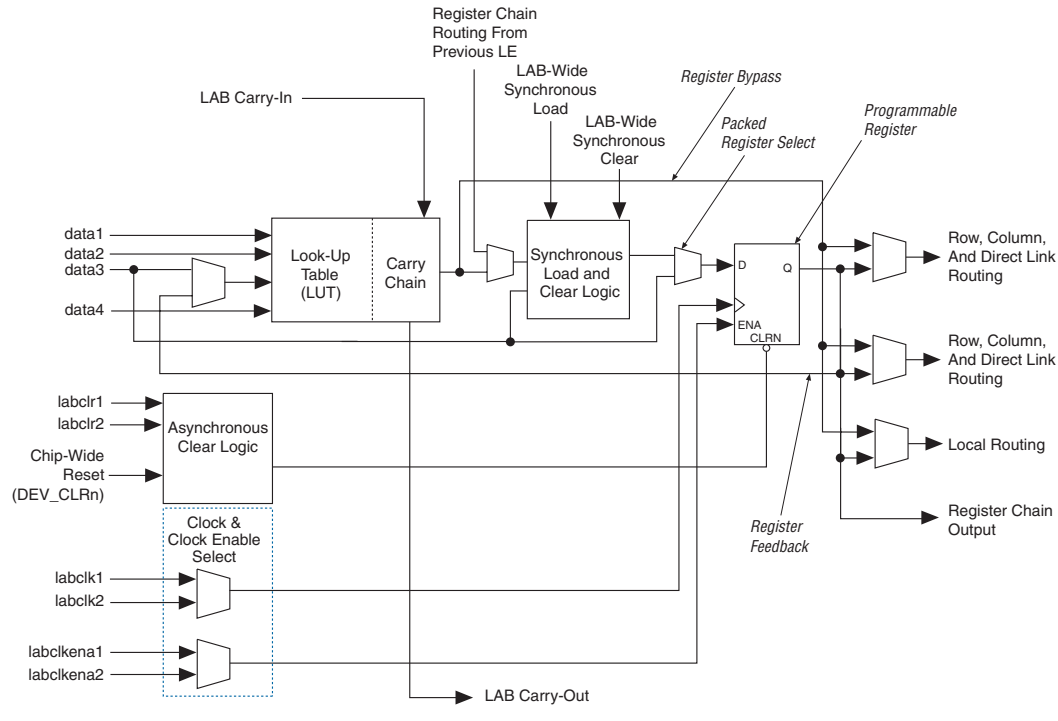 Register Chain
Routing From
Previous LE
LAB-Wide
Synchronous
Load
LAB-Wide
Synchronous
Clear
Register Bypass
Packed
Register Select
Programmable
Register
LAB Carry-In
data1
data2
data3
data4
Look-Up
Table
(LUT)
Carry
Chain
Synchronous
Load and
Clear Logic
D
Q
ENA
CLRN
Row, Column,
And Direct Link
Routing
Row, Column,
And Direct Link
Routing
Local Routing
Register Chain
Output
Register
Feedback
labclr1
labclr2
Chip-Wide
Reset
(DEV_CLRn)
Asynchronous
Clear Logic
Clock &
Clock Enable
Select
labclk1
labclk2
labclkena1
labclkena2
LAB Carry-Out